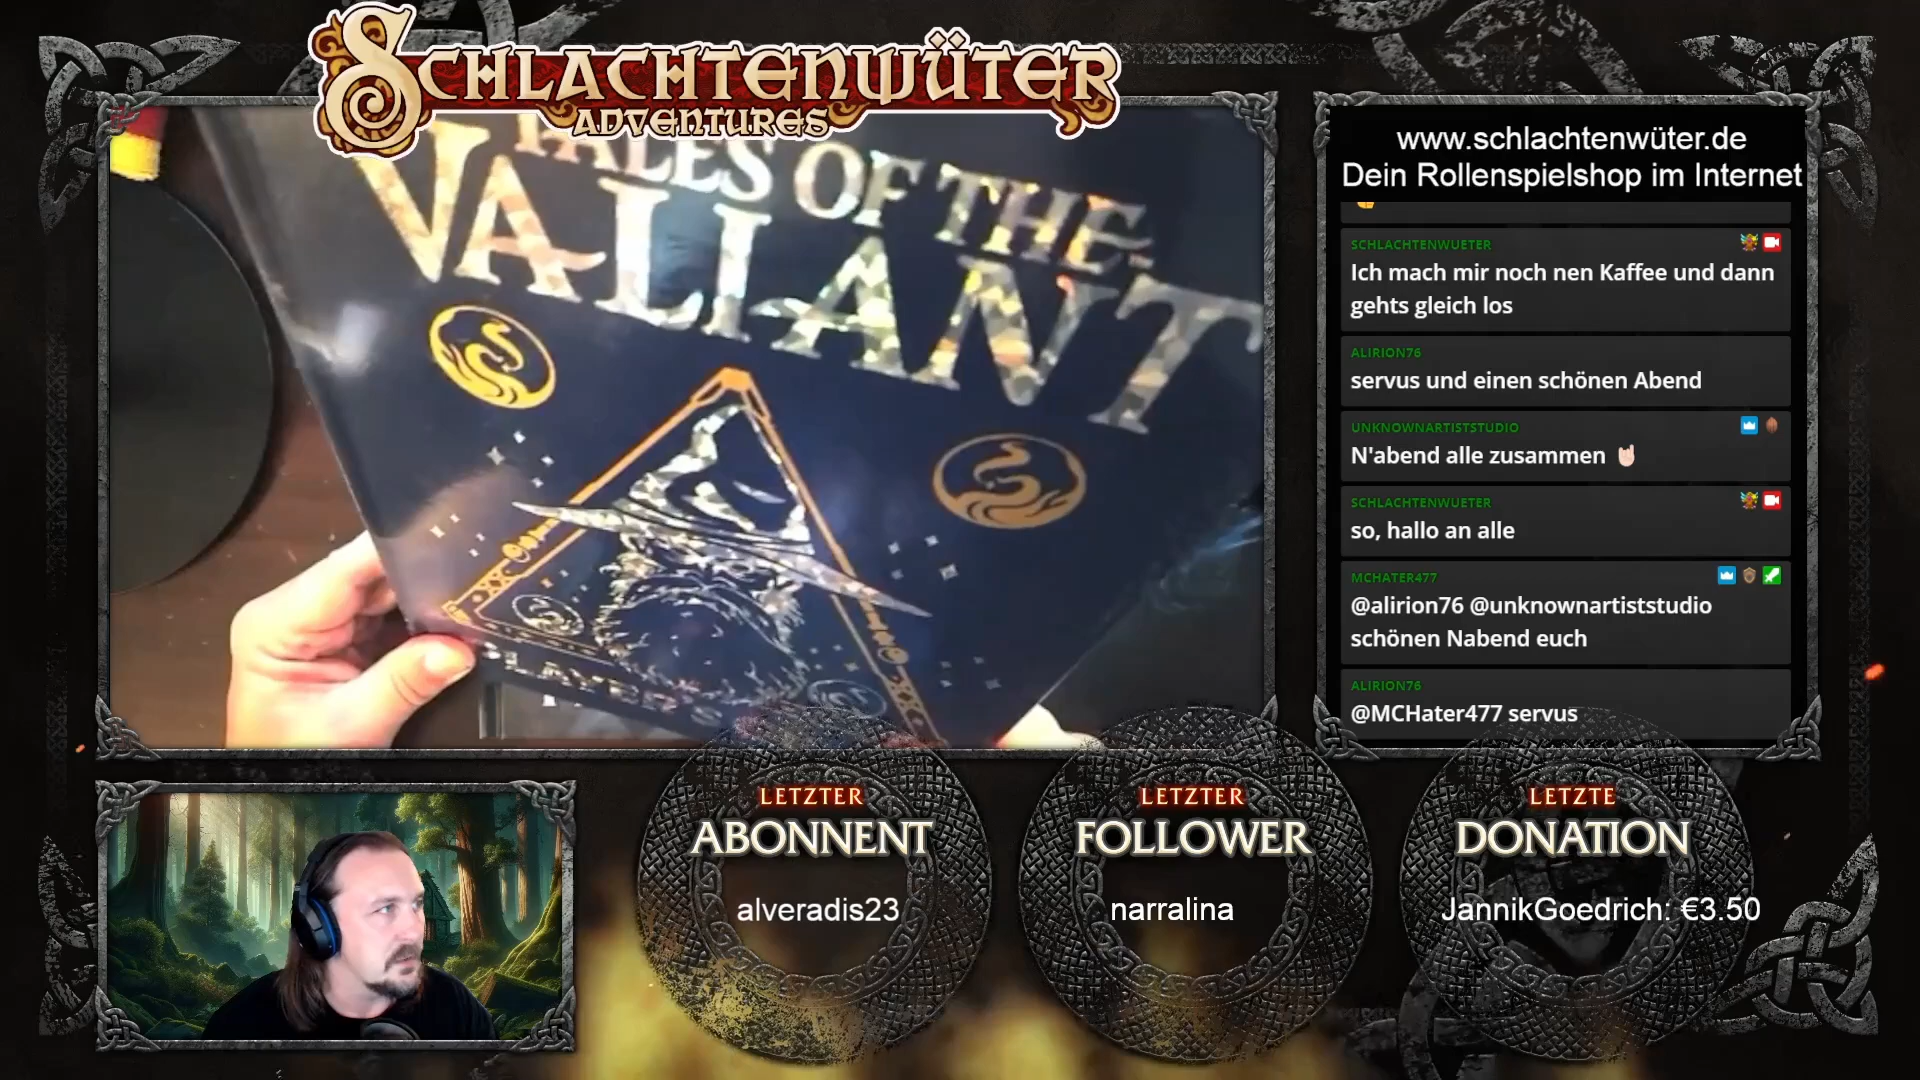 SCHLACHTENWÜTER
ADVENTURES
TALES OF THE
VALIANT
PLAYER'S
www.schlachtenwüter.de
Dein Rollenspielshop im Internet
SCHLACHTENWUETER
Ich mach mir noch nen Kaffee und dann
gehts gleich los
ALIRION76
servus und einen schönen Abend
UNKNOWNARTISTSTUDIO
N'abend alle zusammen 🤘🏻
SCHLACHTENWUETER
so, hallo an alle
MCHATER477
@alirion76 @unknownartiststudio
schönen Nabend euch
ALIRION76
@MCHater477 servus
LETZTER
ABONNENT
alveradis23
LETZTER
FOLLOWER
narralina
LETZTE
DONATION
JannikGoedrich: €3.50